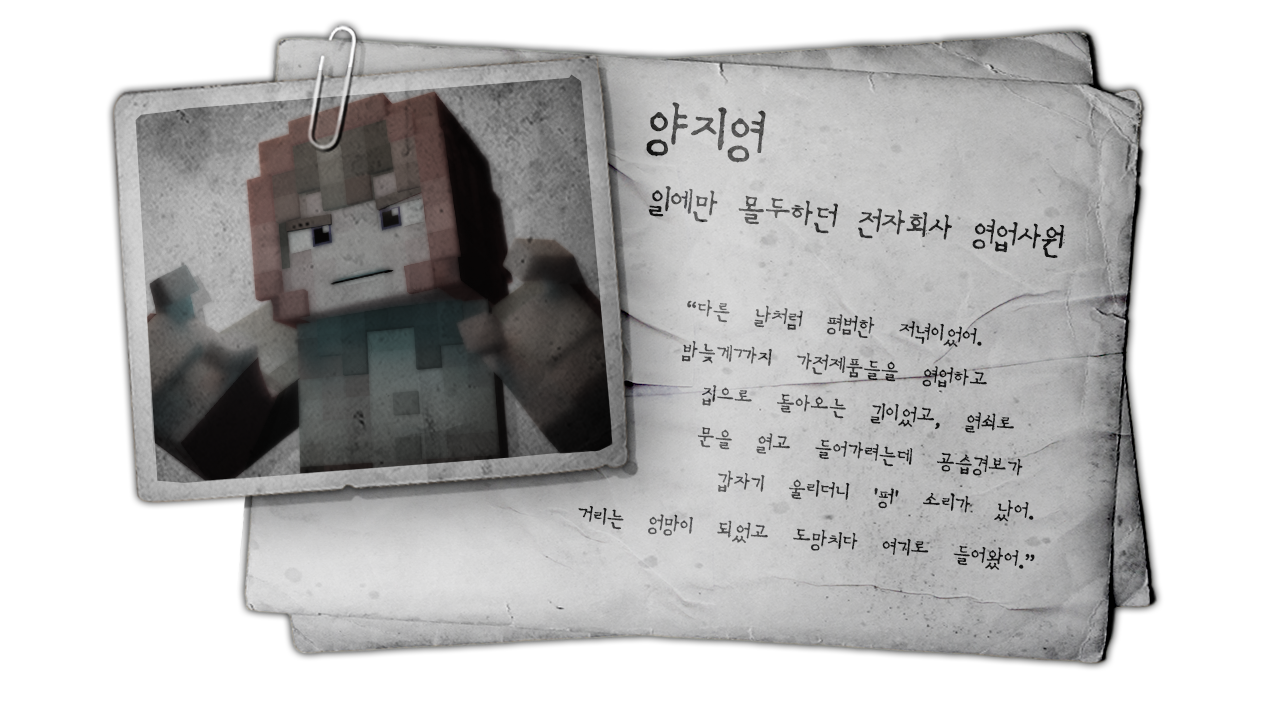 양지영
일에만 몰두하던 전자회사 영업사원
“다른 날처럼 평범한 저녁이었어.
밤늦게까지 가전제품들을 영업하고
집으로 돌아오는 길이었고, 열쇠로
문을 열고 들어가려는데 공습경보가
갑자기 울리더니 '펑' 소리가 났어.
거리는 엉망이 되었고 도망치다 여기로 들어왔어.”